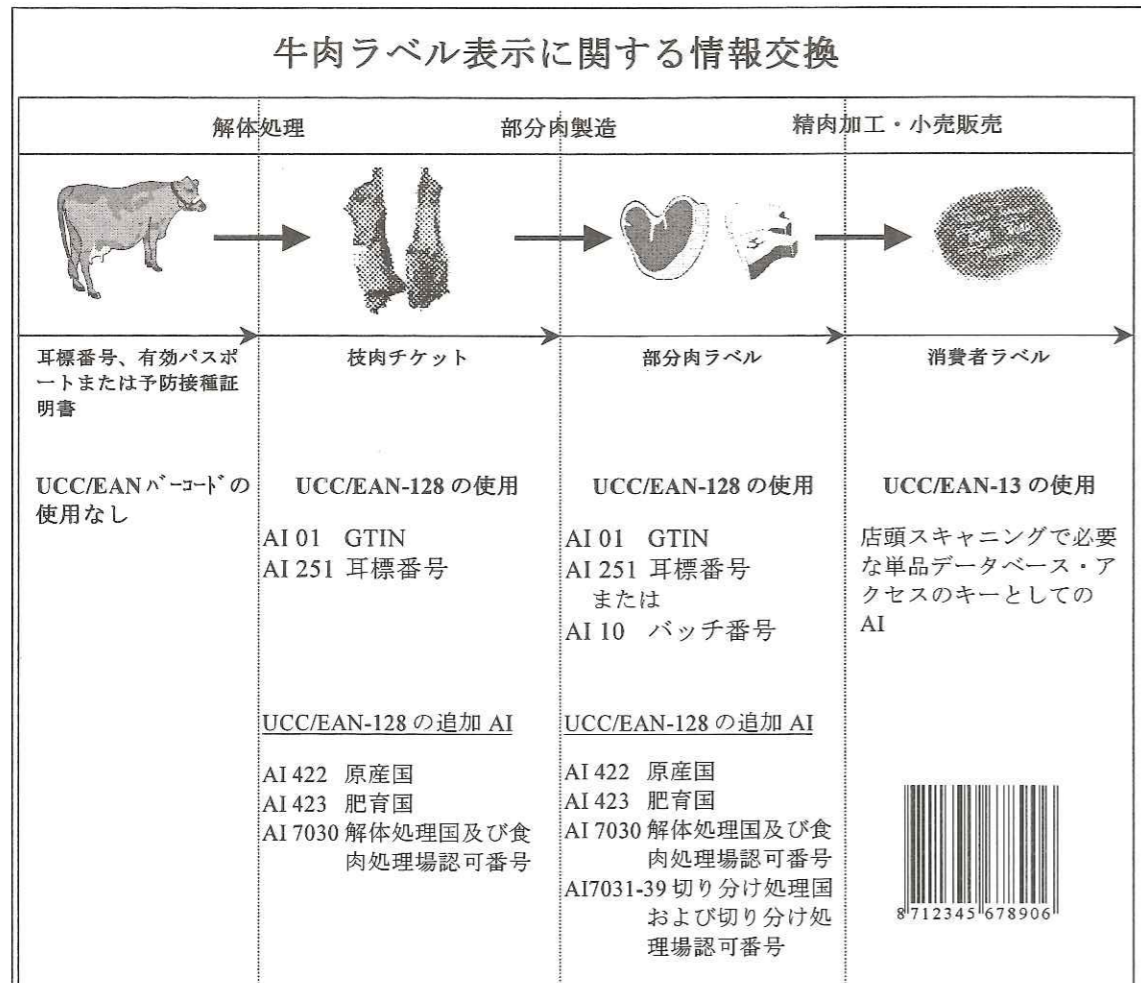 牛肉ラベル表示に関する情報交換
解体処理
部分肉製造
精肉加工・小売販売
耳標番号、有効パスポ
ートまたは予防接種証
明書
枝肉チケット
部分肉ラベル
消費者ラベル
UCC/EANバーコードの
使用なし
UCC/EAN-128 の使用
AI 01 GTIN
AI 251 耳標番号
UCC/EAN-128 の追加 AI
AI 422 原産国
AI 423 肥育国
AI 7030 解体処理国及び食
肉処理場認可番号
UCC/EAN-128 の使用
AI 01 GTIN
AI 251 耳標番号
または
AI 10 バッチ番号
UCC/EAN-128 の追加 AI
AI 422 原産国
AI 423 肥育国
AI 7030 解体処理国及び食
肉処理場認可番号
AI7031-39 切り分け処理国
および切り分け処
理場認可番号
UCC/EAN-13 の使用
店頭スキャニングで必要
な単品データベース・ア
クセスのキーとしての
AI
8 712345 678906